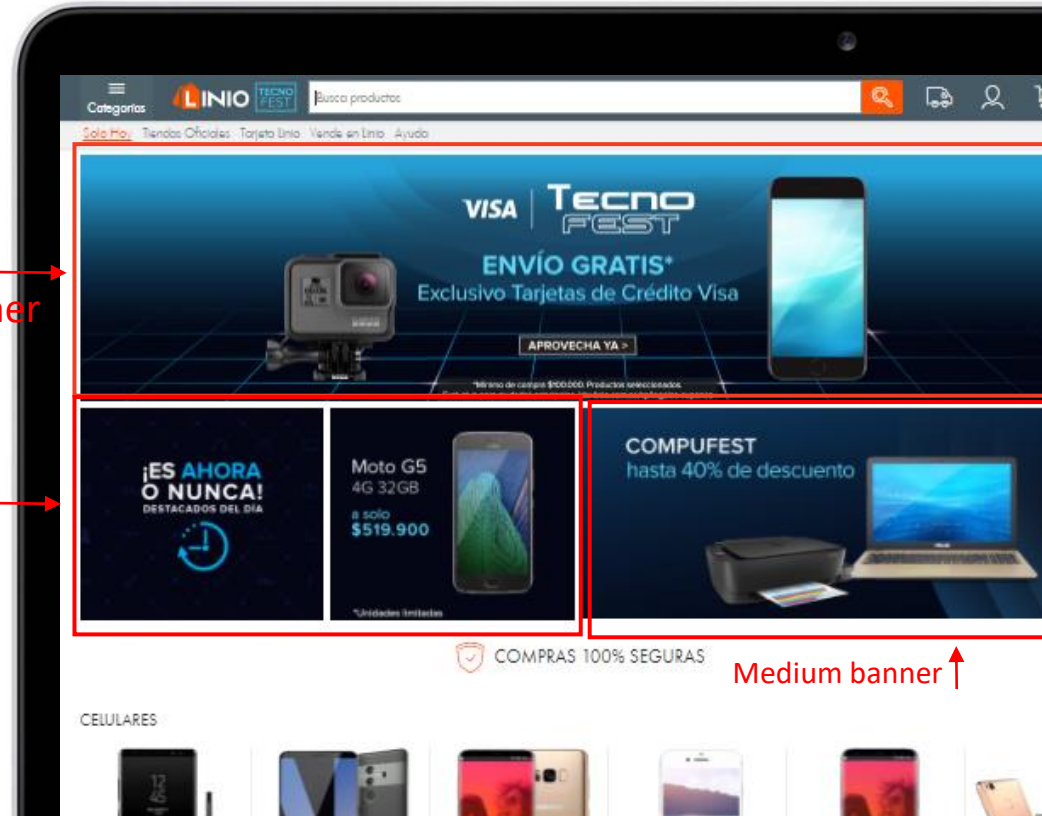 Categorías
LINIO
TECNO
FEST
Busca productos
Solo Hoy Tiendas Oficiales Tarjeta Linio Vende en Linio Ayuda
VISA
TECNO
FEST
ENVÍO GRATIS*
Exclusivo Tarjetas de Crédito Visa
APROVECHA YA >
*Mínimo de compra $100.000. Productos seleccionados.
¡ES AHORA
O NUNCA!
DESTACADOS DEL DÍA
Moto G5
4G 32GB
a solo
$519.900
*Unidades limitadas
COMPUFEST
hasta 40% de descuento
COMPRAS 100% SEGURAS
Medium banner
CELULARES